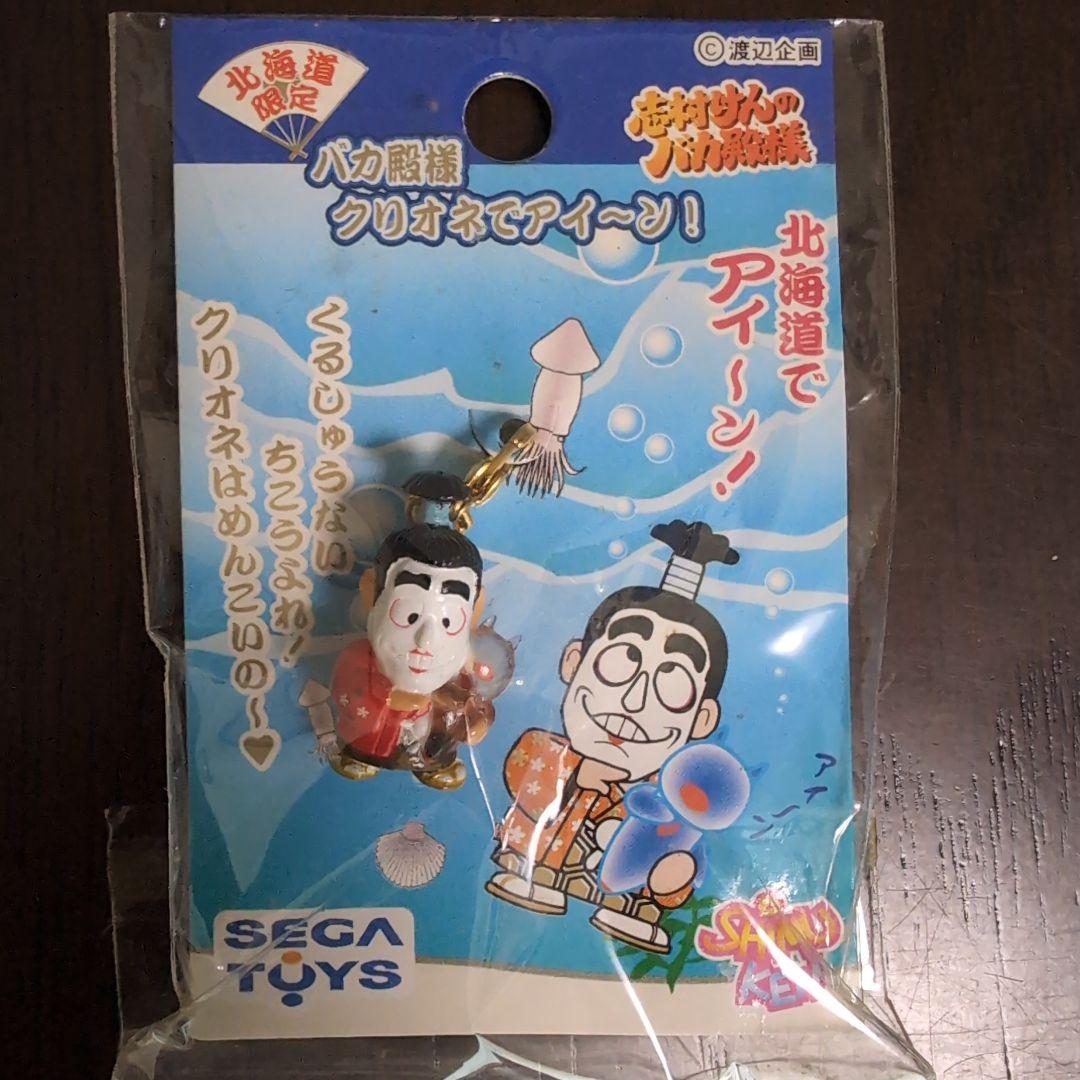 ©渡辺企画
北海道
限定
志村けんの
バカ殿様
バカ殿様
クリオネでアイ〜ン!
北海道で
アイ〜ン!
くるしゅうない
ちこうよれ!
クリオネはめんこいの〜♥
アイーン
SEGA
TOYS
SHIMURA
KEN